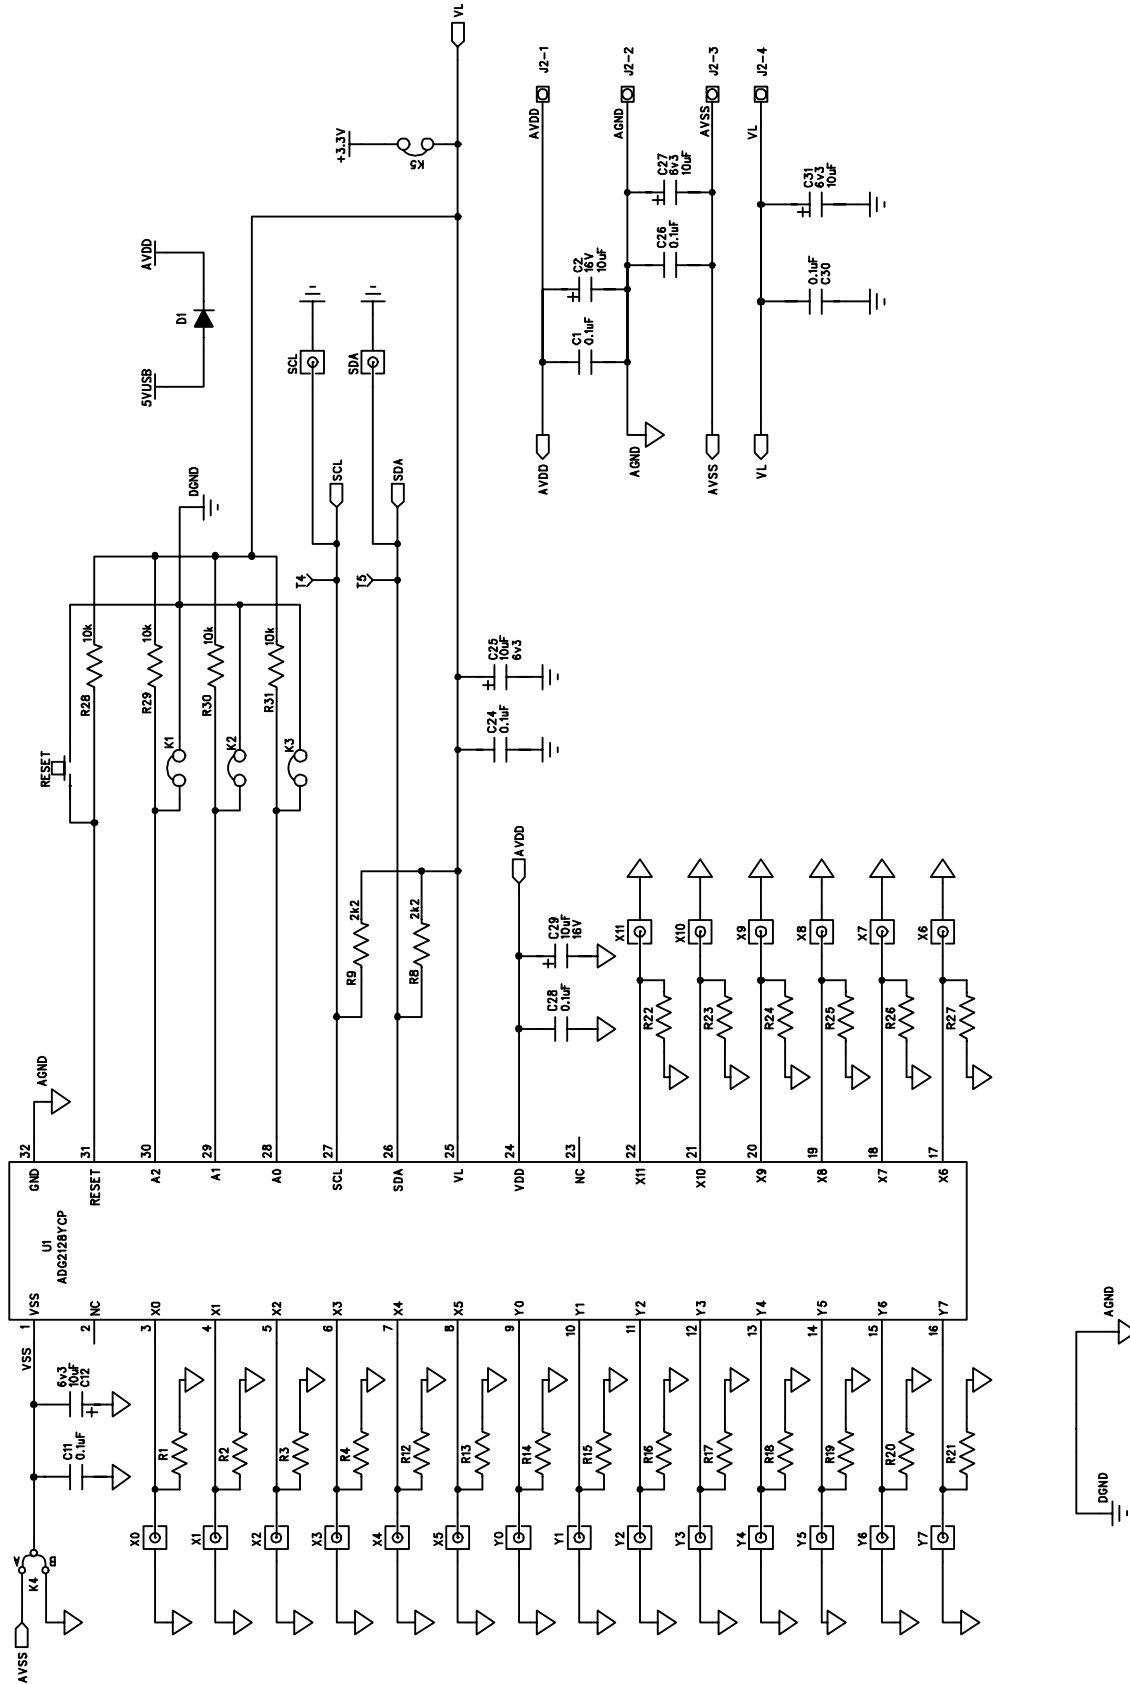 AVSS
A
B
K4
VSS
C11
0.1uF
6v3
10uF
C12
U1
ADG2128YCP
1 VSS
2 NC
3 X0
4 X1
5 X2
6 X3
7 X4
8 X5
9 Y0
10 Y1
11 Y2
12 Y3
13 Y4
14 Y5
15 Y6
16 Y7
GND 32
RESET 31
A2 30
A1 29
A0 28
SCL 27
SDA 26
VL 25
VDD 24
NC 23
X11 22
X10 21
X9 20
X8 19
X7 18
X6 17
X0
R1
X1
R2
X2
R3
X3
R4
X4
R12
X5
R13
Y0
R14
Y1
R15
Y2
R16
Y3
R17
Y4
R18
Y5
R19
Y6
R20
Y7
R21
AGND
RESET
R28
10k
R29
10k
K1
R30
10k
K2
R31
10k
K3
DGND
R9
2k2
R8
2k2
T4
SCL
SCL
T5
SDA
SDA
5VUSB
D1
AVDD
+3.3V
K5
VL
C24
0.1uF
C25
10uF
6v3
AVDD
C28
0.1uF
C29
10uF
16V
R22
X11
R23
X10
R24
X9
R25
X8
R26
X7
R27
X6
AVDD
C1
0.1uF
C2
16V
10uF
AVDD
J2-1
AGND
AGND
J2-2
C26
0.1uF
C27
6v3
10uF
AVSS
AVSS
J2-3
VL
VL
J2-4
0.1uF
C30
C31
6v3
10uF
DGND
AGND